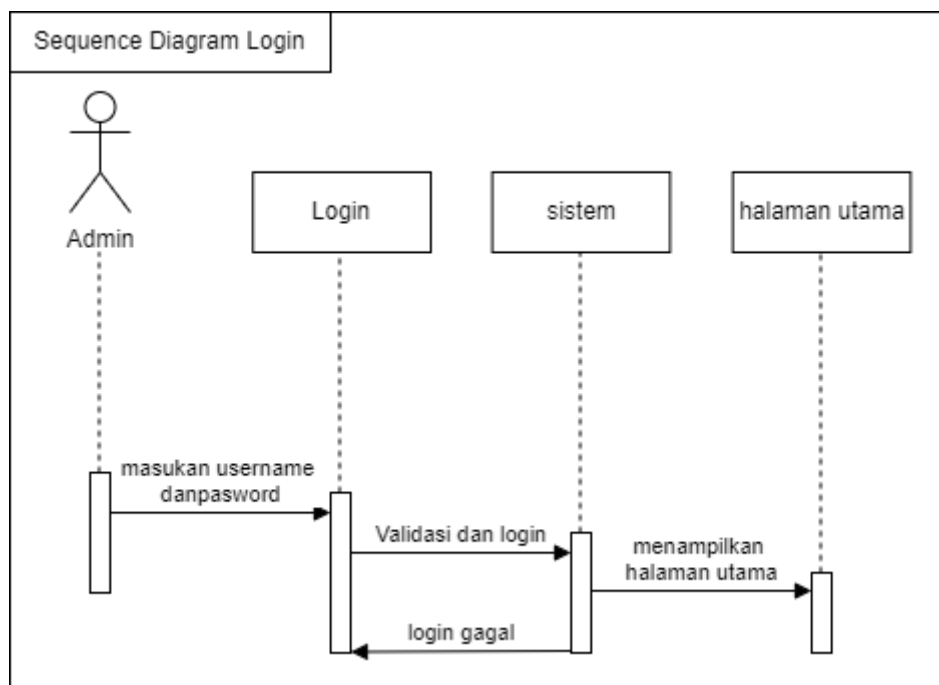 Sequence Diagram Login
Admin
Login
sistem
halaman utama
masukan username
danpasword
Validasi dan login
menampilkan
halaman utama
login gagal